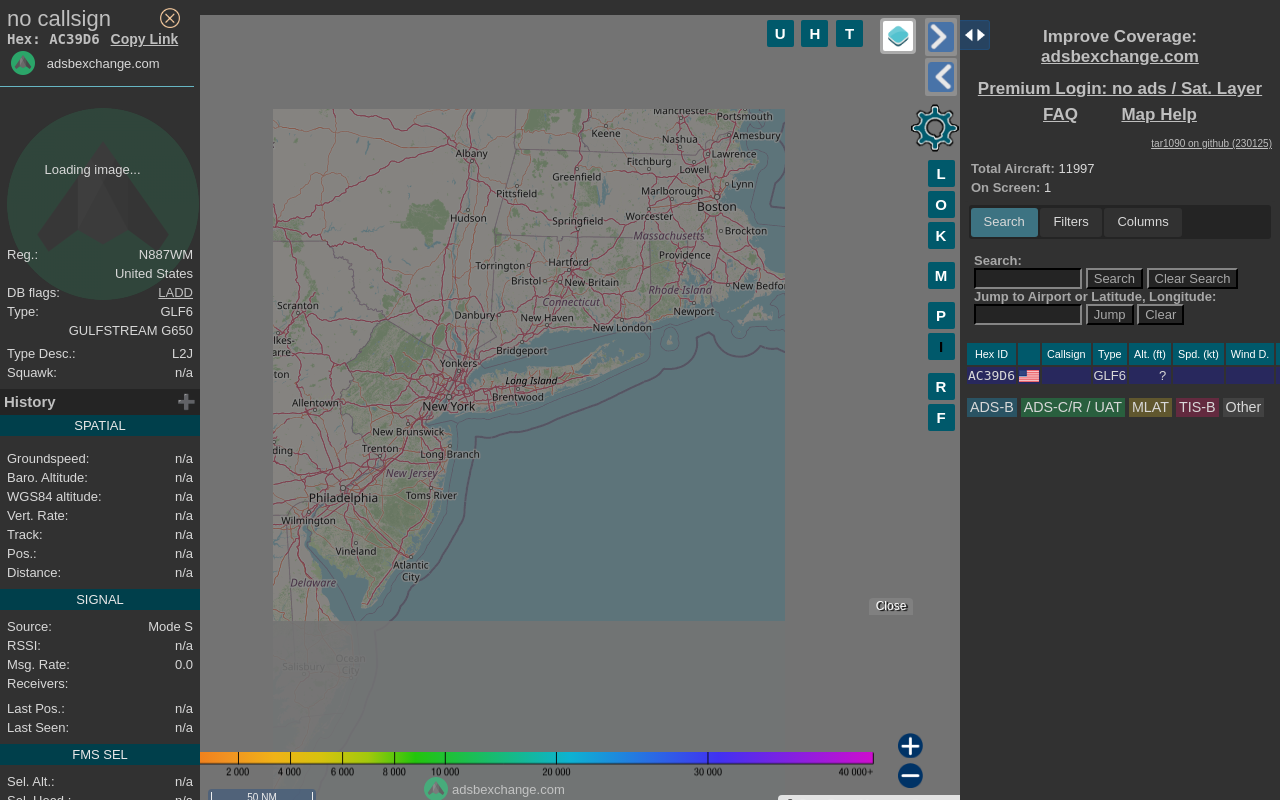 no callsign
Hex: AC39D6 Copy Link
adsbexchange.com
Loading image...
Reg.: N887WM
United States
DB flags: LADD
Type: GLF6
GULFSTREAM G650
Type Desc.: L2J
Squawk: n/a
History
SPATIAL
Groundspeed: n/a
Baro. Altitude: n/a
WGS84 altitude: n/a
Vert. Rate: n/a
Track: n/a
Pos.: n/a
Distance: n/a
SIGNAL
Source: Mode S
RSSI: n/a
Msg. Rate: 0.0
Receivers:
Last Pos.: n/a
Last Seen: n/a
FMS SEL
Sel. Alt.: n/a
U H T
L
O
K
M
P
I
R
F
Manchester
Portsmouth
Keene
Nashua
Amesbury
Albany
Fitchburg
Lawrence
Greenfield
Lowell
Pittsfield
Marlborough
Lynn
Hudson
Springfield
Worcester
Boston
Massachusetts
Brockton
Torrington
Hartford
Providence
Bristol
New Britain
Rhode Island
New Bedfor
Scranton
Connecticut
Danbury
New Haven
Newport
New London
Bridgeport
Yonkers
Long Island
Allentown
New York
Brentwood
New Brunswick
Trenton
Long Branch
New Jersey
Philadelphia
Toms River
Wilmington
Vineland
Atlantic
City
Delaware
Salisbury
Ocean
City
Close
2 000 4 000 6 000 8 000 10 000 20 000 30 000 40 000+
adsbexchange.com
50 NM
Improve Coverage:
adsbexchange.com
Premium Login: no ads / Sat. Layer
FAQ Map Help
tar1090 on github (230125)
Total Aircraft: 11997
On Screen: 1
Search Filters Columns
Search:
Search Clear Search
Jump to Airport or Latitude, Longitude:
Jump Clear
Hex ID Callsign Type Alt. (ft) Spd. (kt) Wind D.
AC39D6 GLF6 ?
ADS-B ADS-C/R / UAT MLAT TIS-B Other